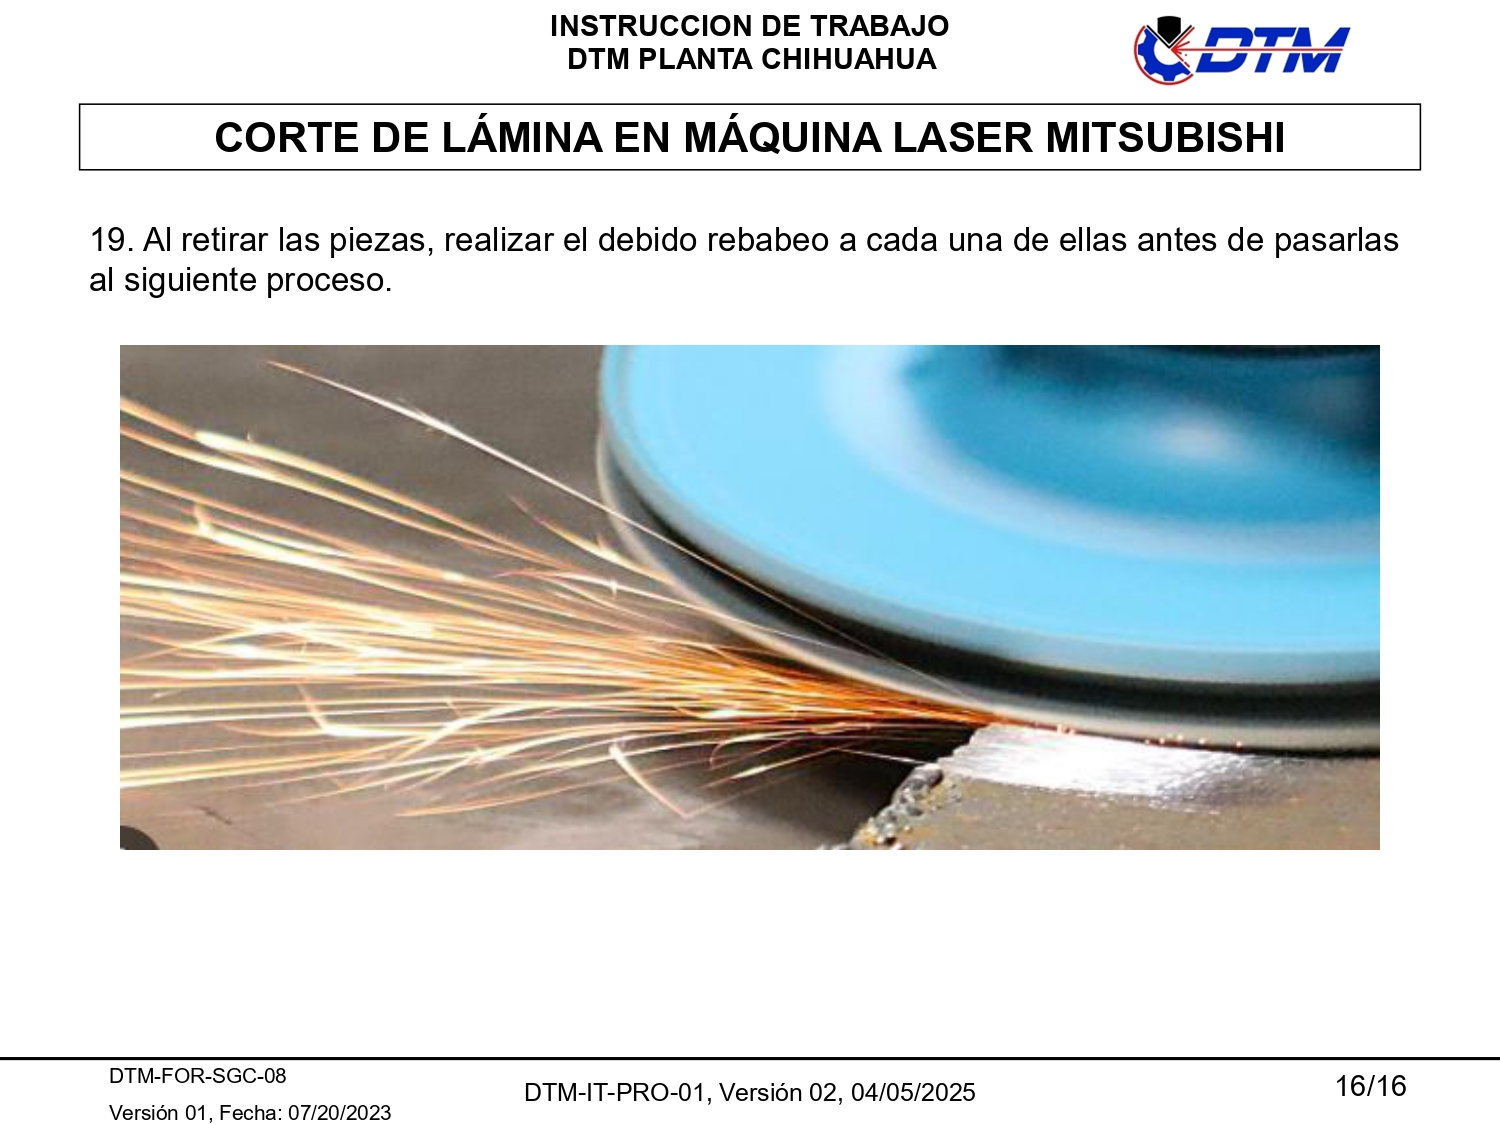 INSTRUCCION DE TRABAJO
DTM PLANTA CHIHUAHUA
DTM
CORTE DE LÁMINA EN MÁQUINA LASER MITSUBISHI
19. Al retirar las piezas, realizar el debido rebabeo a cada una de ellas antes de pasarlas
al siguiente proceso.
DTM-FOR-SGC-08
Versión 01, Fecha: 07/20/2023
DTM-IT-PRO-01, Versión 02, 04/05/2025
16/16